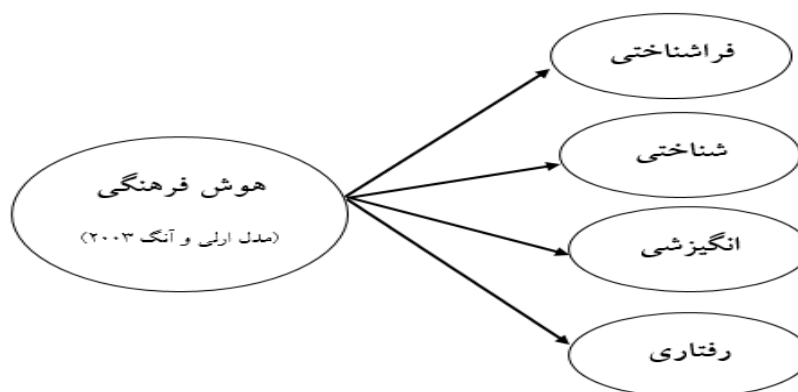 فراشناختی
شناختی
هوش فرهنگی
(مدل ارلی و آنگ ۲۰۰۳)
انگیزشی
رفتاری